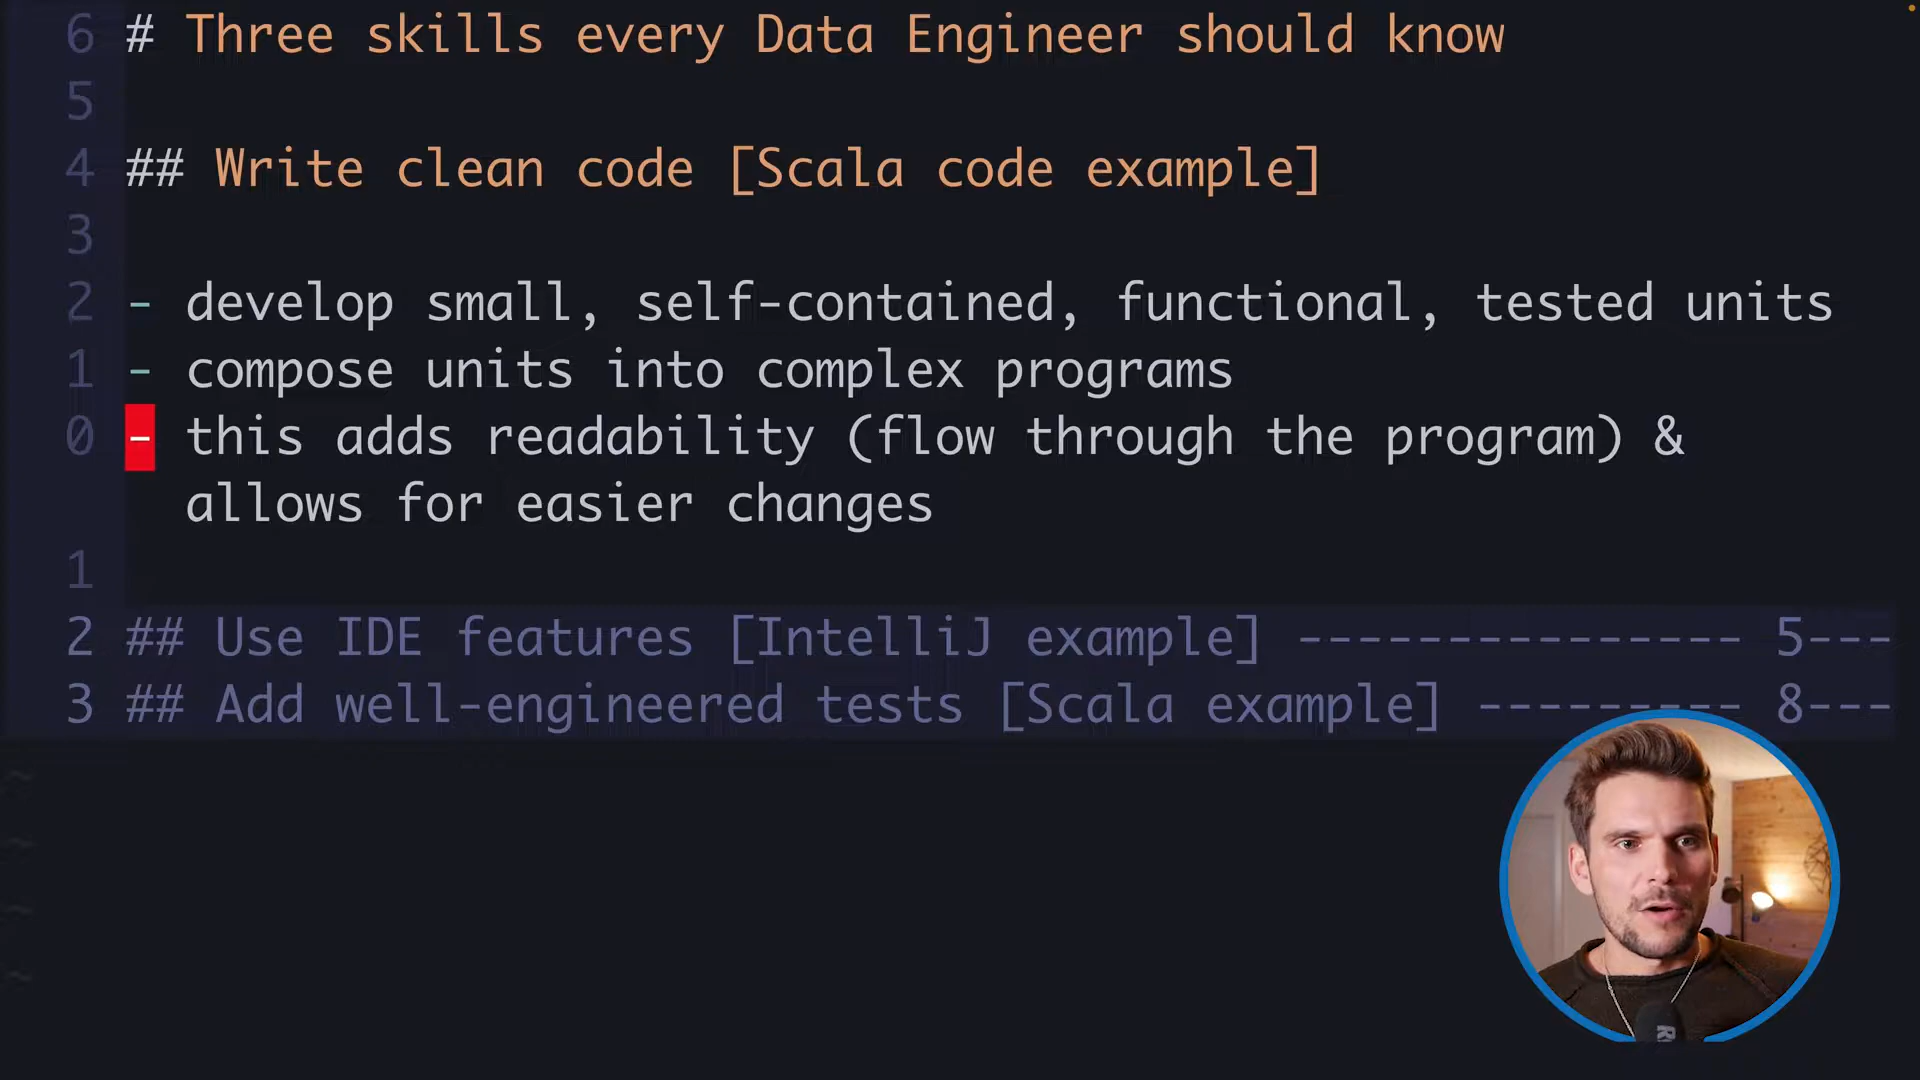 6 # Three skills every Data Engineer should know
5
4 ## Write clean code [Scala code example]
3
2 - develop small, self-contained, functional, tested units
1 - compose units into complex programs
0 - this adds readability (flow through the program) &
allows for easier changes
1
2 ## Use IDE features [IntelliJ example] --------------- 5---
3 ## Add well-engineered tests [Scala example] --------- 8---
~
~
~
~